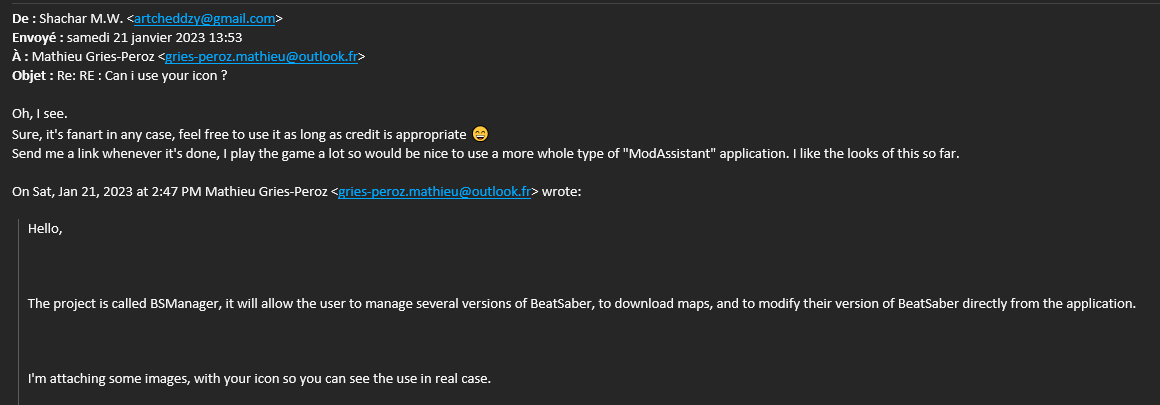 De : Shachar M.W. <artcheddzy@gmail.com>
Envoyé : samedi 21 janvier 2023 13:53
À : Mathieu Gries-Peroz <gries-peroz.mathieu@outlook.fr>
Objet : Re: RE : Can i use your icon ?
Oh, I see.
Sure, it's fanart in any case, feel free to use it as long as credit is appropriate 😄
Send me a link whenever it's done, I play the game a lot so would be nice to use a more whole type of "ModAssistant" application. I like the looks of this so far.
On Sat, Jan 21, 2023 at 2:47 PM Mathieu Gries-Peroz <gries-peroz.mathieu@outlook.fr> wrote:
Hello,
The project is called BSManager, it will allow the user to manage several versions of BeatSaber, to download maps, and to modify their version of BeatSaber directly from the application.
I'm attaching some images, with your icon so you can see the use in real case.